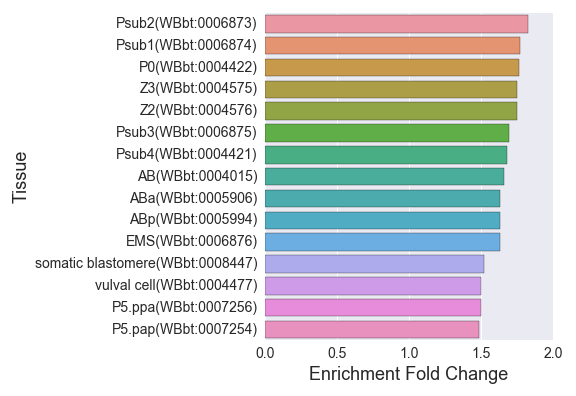 Psub2(WBbt:0006873)
Psub1(WBbt:0006874)
P0(WBbt:0004422)
Z3(WBbt:0004575)
Z2(WBbt:0004576)
Psub3(WBbt:0006875)
Psub4(WBbt:0004421)
AB(WBbt:0004015)
ABa(WBbt:0005906)
ABp(WBbt:0005994)
EMS(WBbt:0006876)
somatic blastomere(WBbt:0008447)
vulval cell(WBbt:0004477)
P5.ppa(WBbt:0007256)
P5.pap(WBbt:0007254)
Tissue
0.0 0.5 1.0 1.5 2.0
Enrichment Fold Change